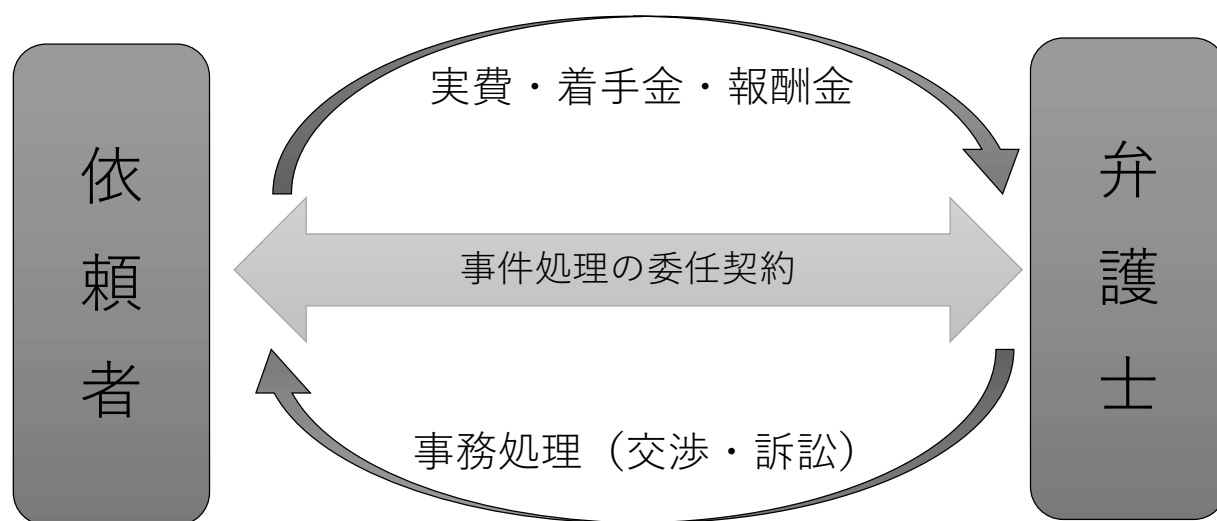 実費・着手金・報酬金
依頼者
事件処理の委任契約
弁護士
事務処理（交渉・訴訟）